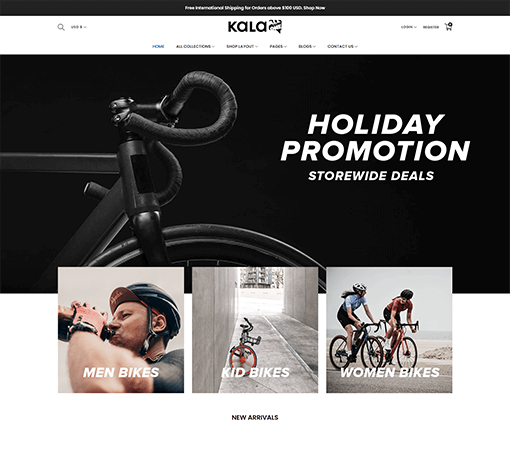 Free International Shipping for Orders above $100 USD. Shop Now
USD $
KALA
LOGIN
REGISTER
0
HOME ALL COLLECTIONS SHOP LAYOUT PAGES BLOGS CONTACT US
HOLIDAY
PROMOTION
STOREWIDE DEALS
MEN BIKES
KID BIKES
WOMEN BIKES
NEW ARRIVALS